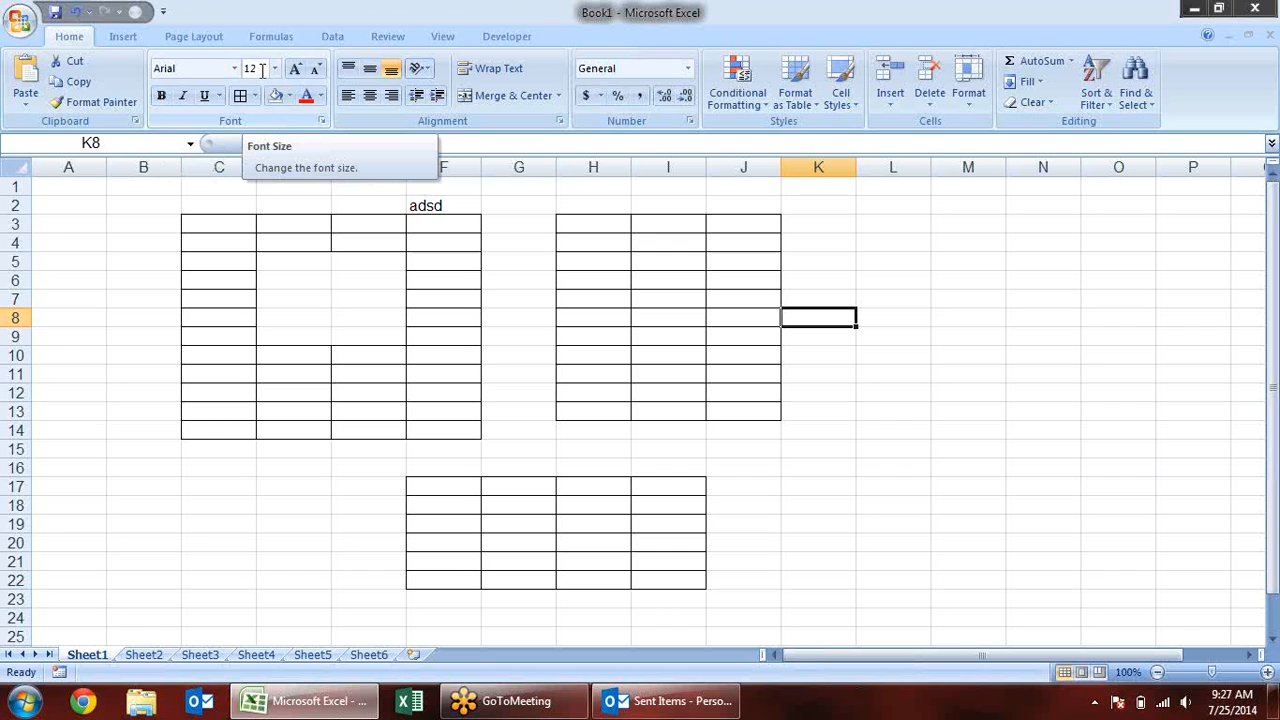 Book1 - Microsoft Excel
Home Insert Page Layout Formulas Data Review View Developer
Paste
Cut
Copy
Format Painter
Clipboard
Arial 12
B I U
Font
Wrap Text
Merge & Center
Alignment
General
$ % ,
Number
Conditional Formatting
Format as Table
Cell Styles
Styles
Insert Delete Format
Cells
AutoSum
Fill
Clear
Sort & Filter
Find & Select
Editing
K8
Font Size
Change the font size.
A B C F G H I J K L M N O P
1
2 adsd
3
4
5
6
7
8
9
10
11
12
13
14
15
16
17
18
19
20
21
22
23
24
25
Sheet1 Sheet2 Sheet3 Sheet4 Sheet5 Sheet6
Ready 100%
Microsoft Excel - ...
GoToMeeting
Sent Items - Perso...
9:27 AM
7/25/2014